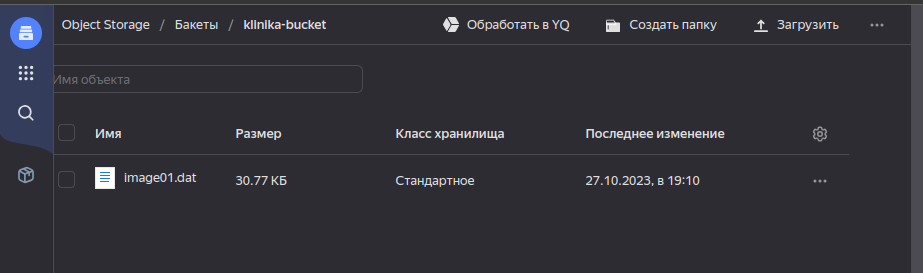 Object Storage / Бакеты / klinika-bucket Обработать в YQ Создать папку Загрузить
Имя объекта
Имя Размер Класс хранилища Последнее изменение
image01.dat 30.77 КБ Стандартное 27.10.2023, в 19:10